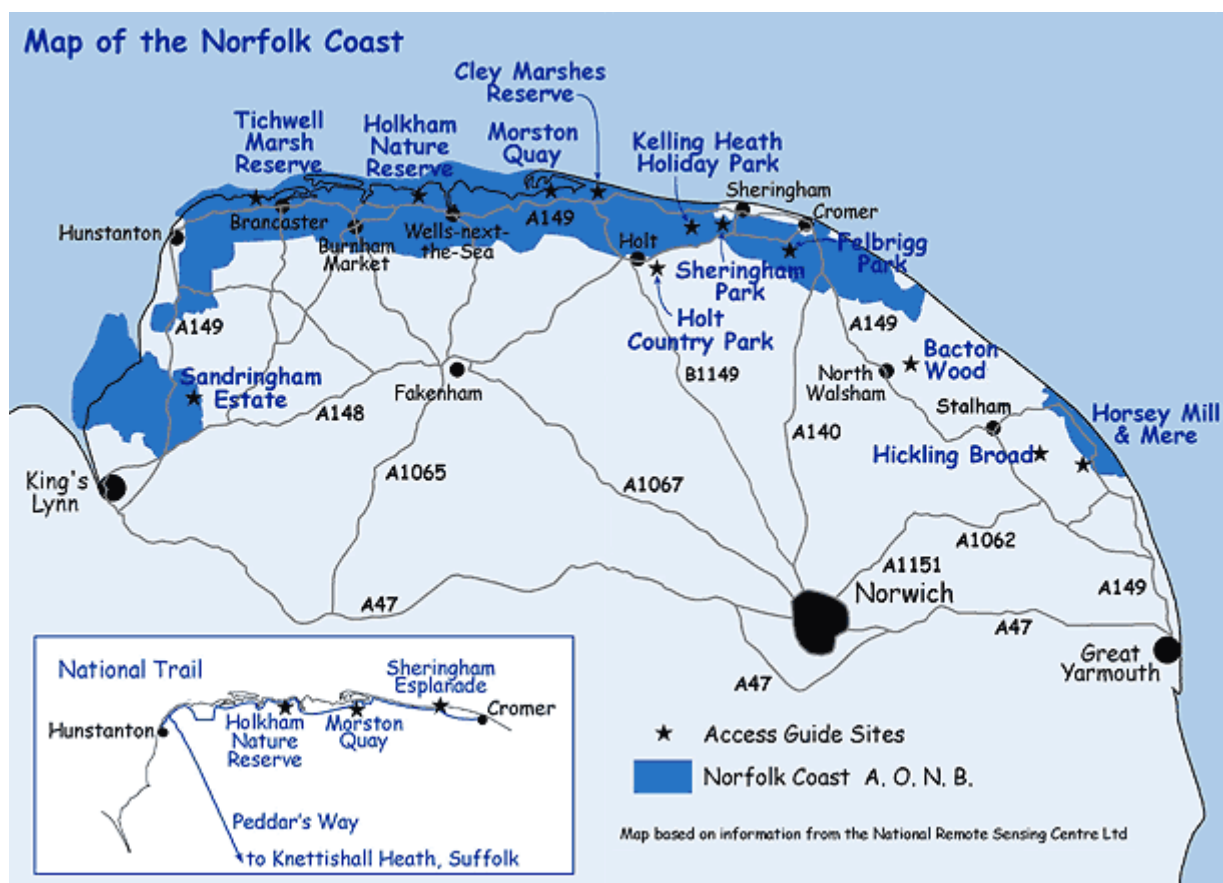 Map of the Norfolk Coast
Cley Marshes
Reserve
Tichwell
Marsh
Reserve
Holkham
Nature
Reserve
Morston
Quay
Kelling Heath
Holiday Park
Sheringham
Cromer
Hunstanton
Brancaster
Burnham
Market
Wells-next-
-the-Sea
A149
Holt
Felbrigg
Park
Sheringham
Park
Holt
Country Park
A149
A149
Bacton
Wood
Sandringham
Estate
Fakenham
B1149
North
Walsham
A148
Stalham
Horsey Mill
& Mere
A140
Hickling Broad
King's
Lynn
A1065
A1067
A1062
A1151
Norwich
A149
A47
A47
Great
Yarmouth
A47
National Trail
Sheringham
Esplanade
Hunstanton
Holkham
Nature
Reserve
Morston
Quay
Cromer
Peddar's Way
to Knettishall Heath, Suffolk
Access Guide Sites
Norfolk Coast A. O. N. B.
Map based on information from the National Remote Sensing Centre Ltd